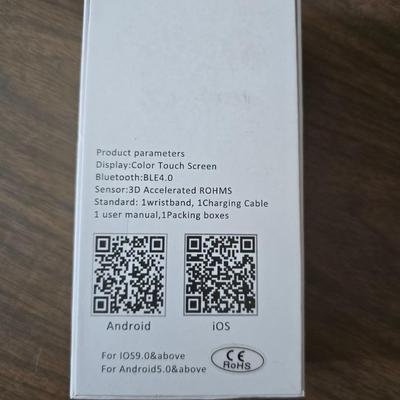 Product parameters
Display:Color Touch Screen
Bluetooth:BLE4.0
Sensor:3D Accelerated ROHMS
Standard: 1wristband, 1Charging Cable
1 user manual,1Packing boxes
Android iOS
For IOS9.0&above
For Android5.0&above
CE
RoHS